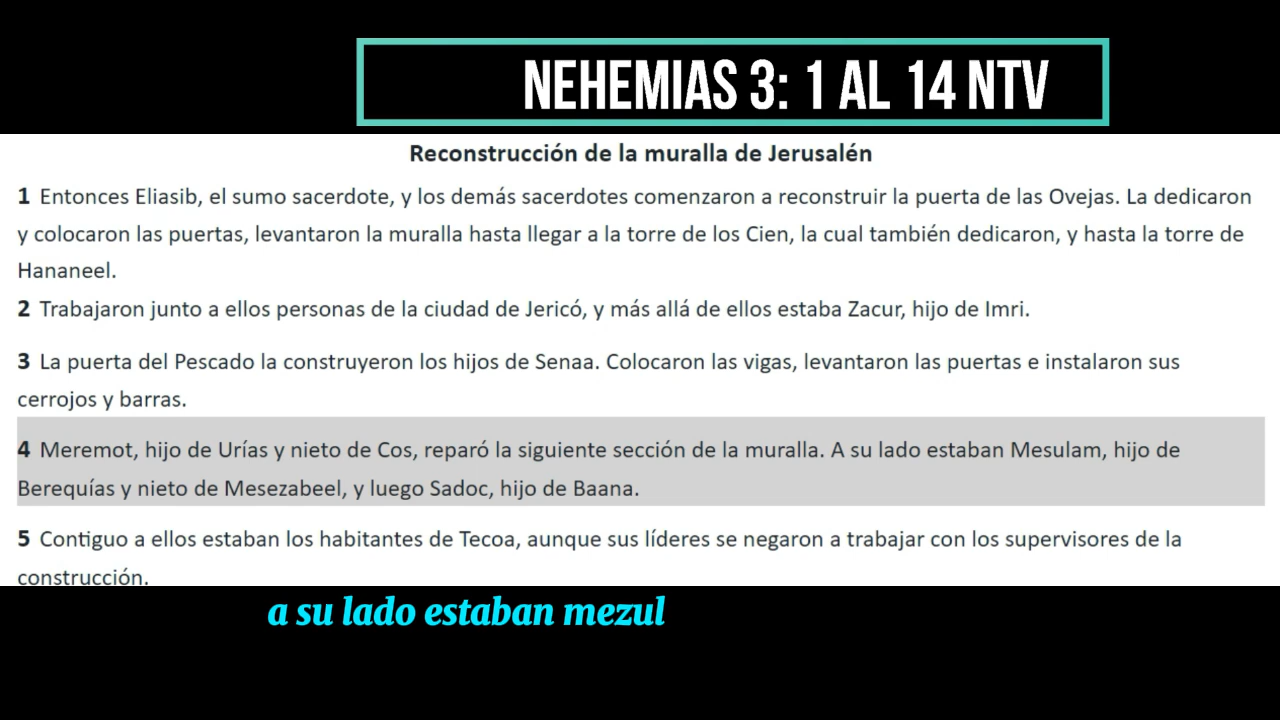 NEHEMIAS 3: 1 AL 14 NTV
Reconstrucción de la muralla de Jerusalén
1 Entonces Eliasib, el sumo sacerdote, y los demás sacerdotes comenzaron a reconstruir la puerta de las Ovejas. La dedicaron
y colocaron las puertas, levantaron la muralla hasta llegar a la torre de los Cien, la cual también dedicaron, y hasta la torre de
Hananeel.
2 Trabajaron junto a ellos personas de la ciudad de Jericó, y más allá de ellos estaba Zacur, hijo de Imri.
3 La puerta del Pescado la construyeron los hijos de Senaa. Colocaron las vigas, levantaron las puertas e instalaron sus
cerrojos y barras.
4 Meremot, hijo de Urías y nieto de Cos, reparó la siguiente sección de la muralla. A su lado estaban Mesulam, hijo de
Berequías y nieto de Mesezabeel, y luego Sadoc, hijo de Baana.
5 Contiguo a ellos estaban los habitantes de Tecoa, aunque sus líderes se negaron a trabajar con los supervisores de la
construcción.
a su lado estaban mezul